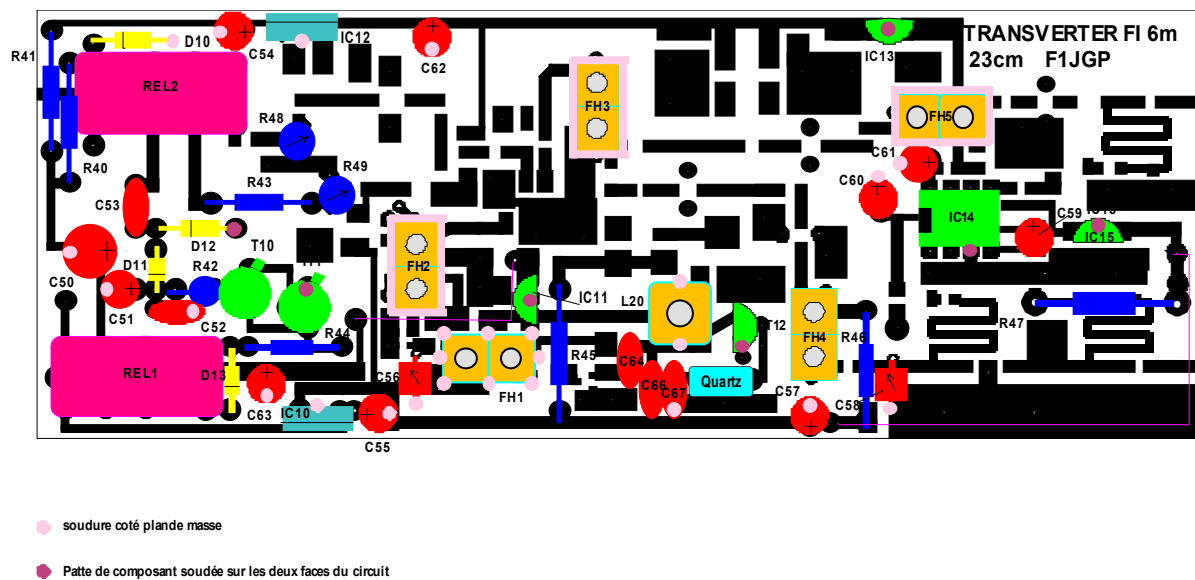 TRANSVERTER FI 6m
23cm F1JGP
R41
D10
C54
IC12
C62
IC13
REL2
FH3
FH5
R48
C61
R40
R49
C60
R43
C53
IC14
C59
D12
T10
IC15
D11
R42
FH2
C50
C51
C52
IC11
L20
T12
R44
FH4
R46
R47
R45
REL1
D13
C56
C64
C66
C67
Quartz
C63
IC10
FH1
C57
C58
C55
soudure coté plande masse
Patte de composant soudée sur les deux faces du circuit